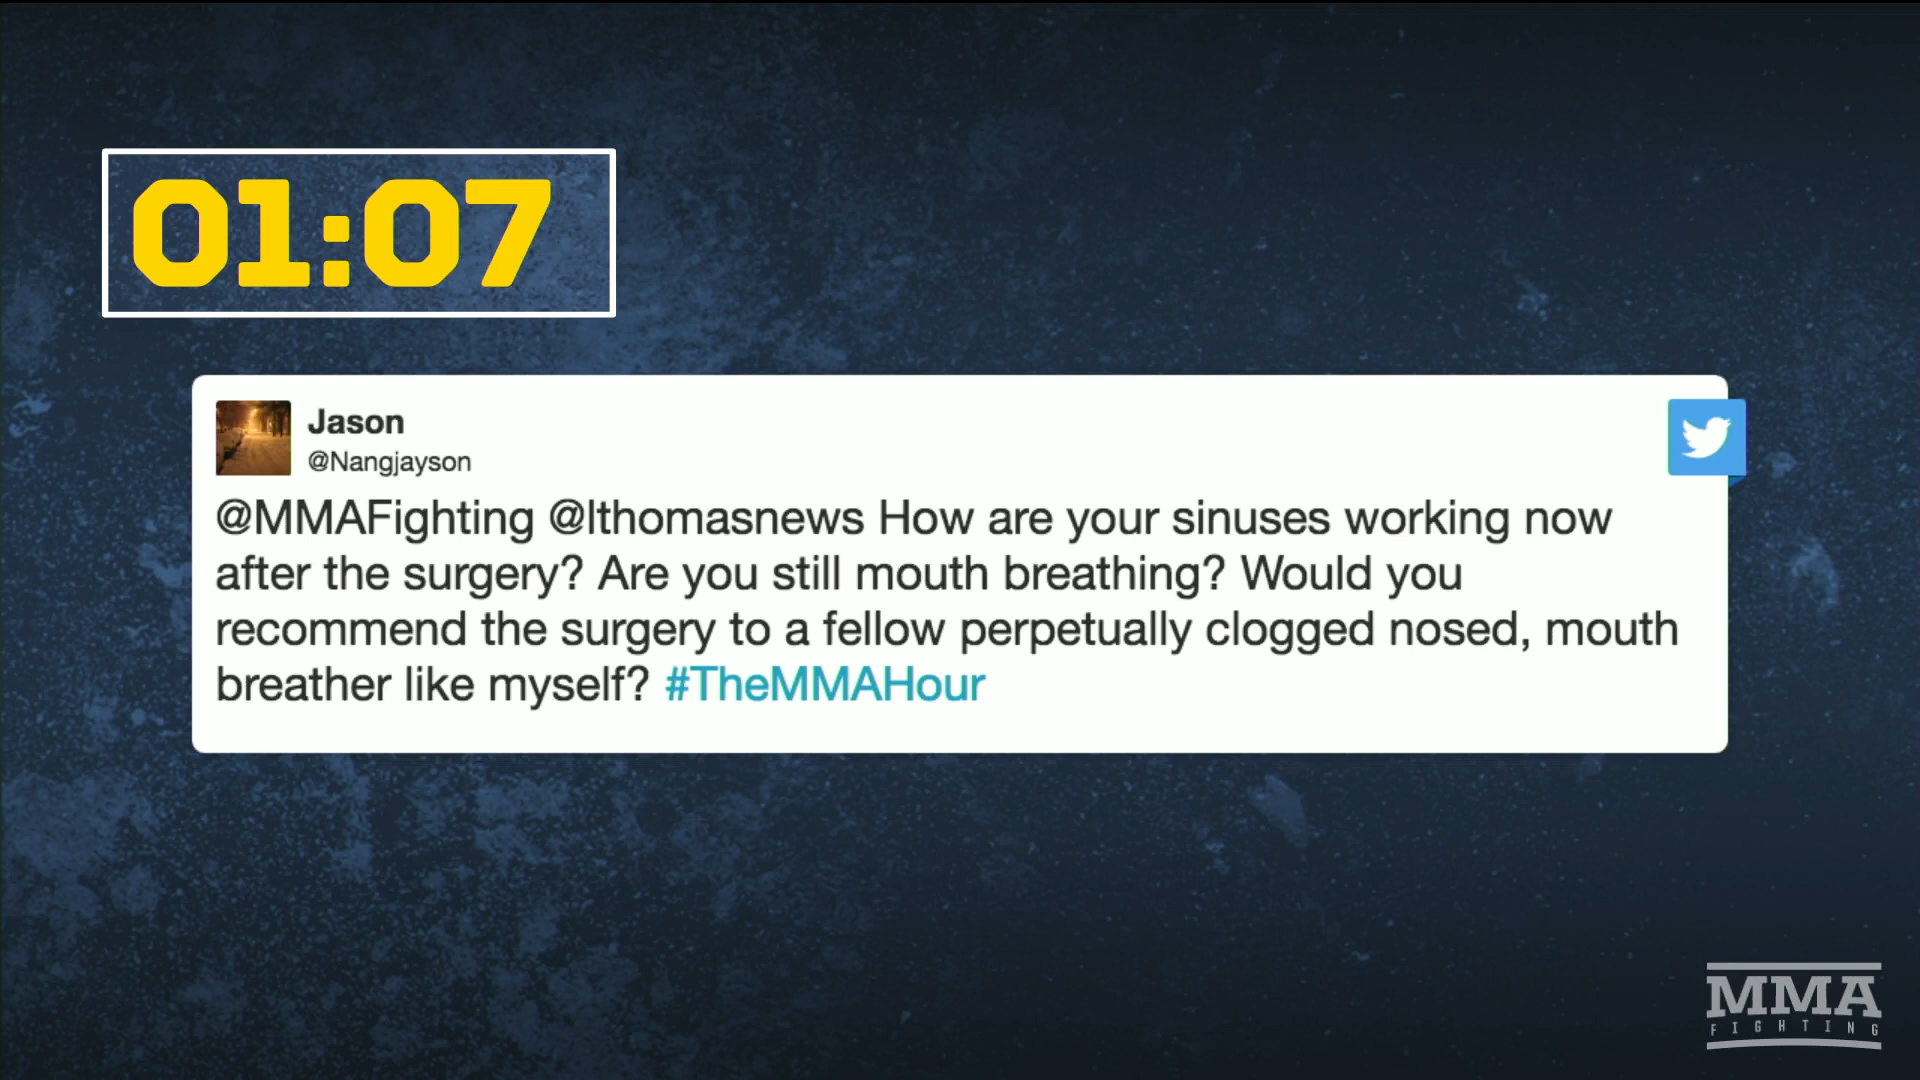 01:07
Jason
@Nangjayson
@MMAFighting @lthomasnews How are your sinuses working now
after the surgery? Are you still mouth breathing? Would you
recommend the surgery to a fellow perpetually clogged nosed, mouth
breather like myself? #TheMMAHour
MMA
FIGHTING